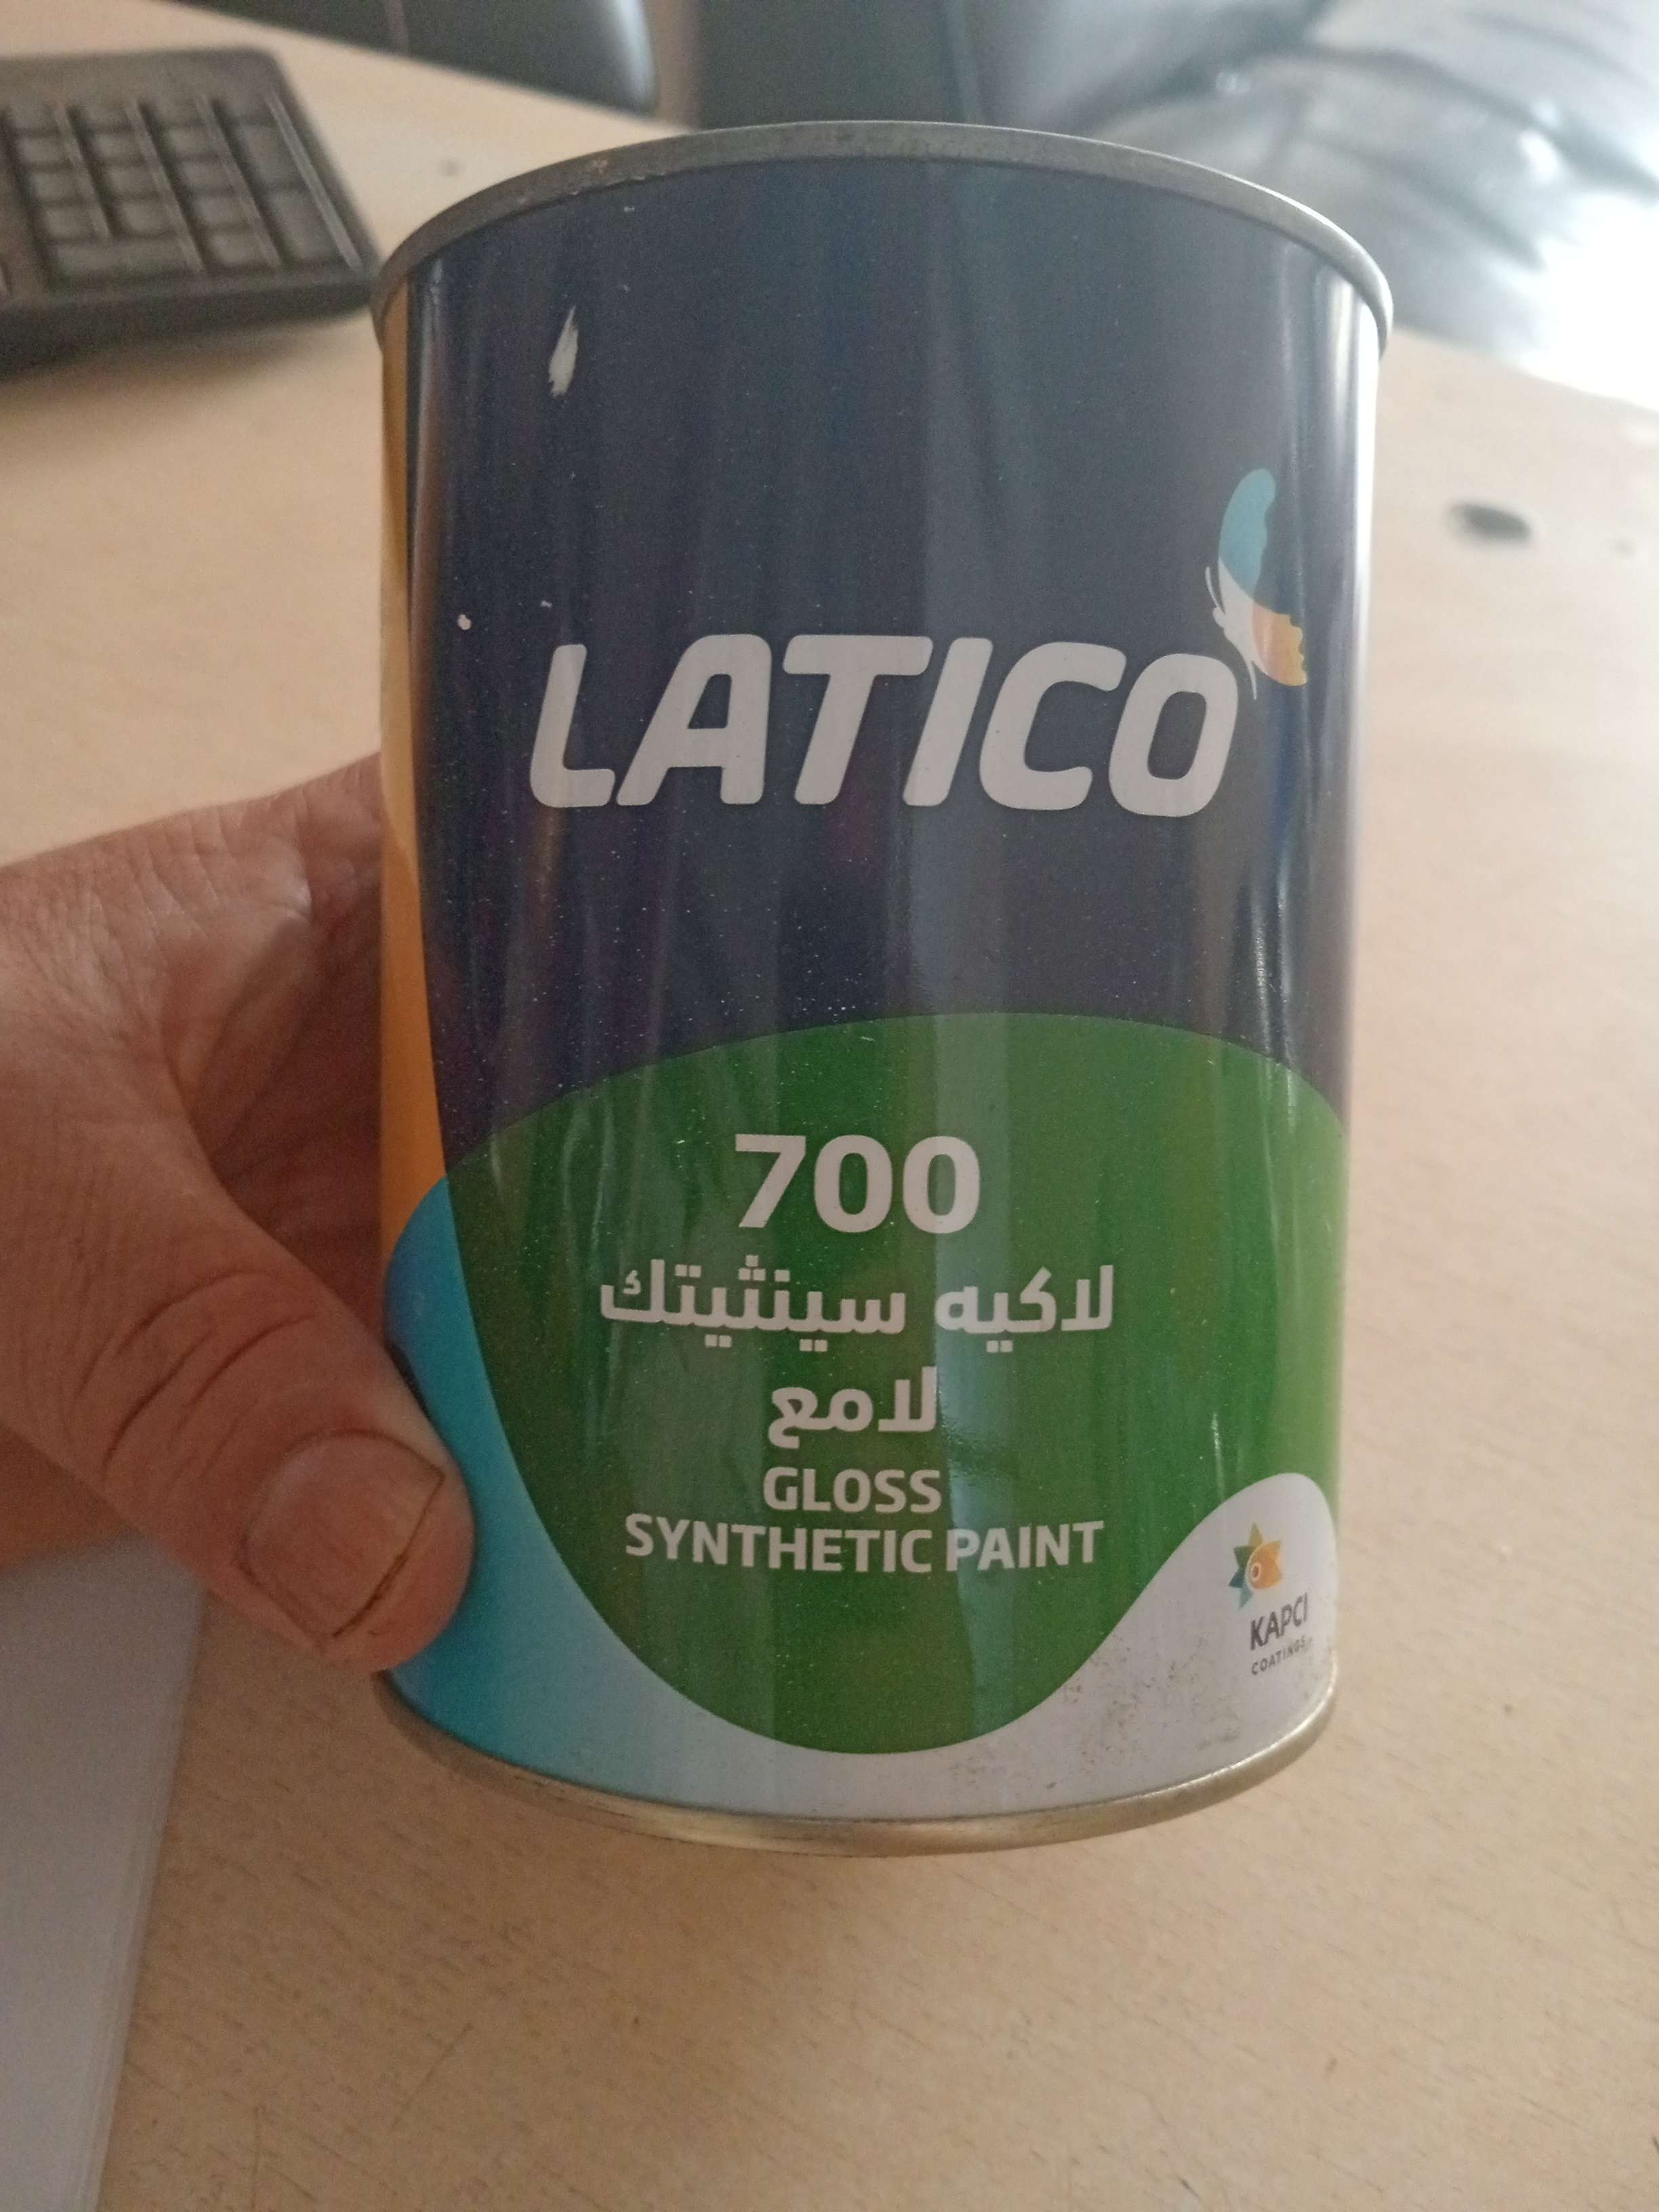 LATICO
700
لاكيه سينثيتك
لامع
GLOSS
SYNTHETIC PAINT
KAPCI
COATINGS